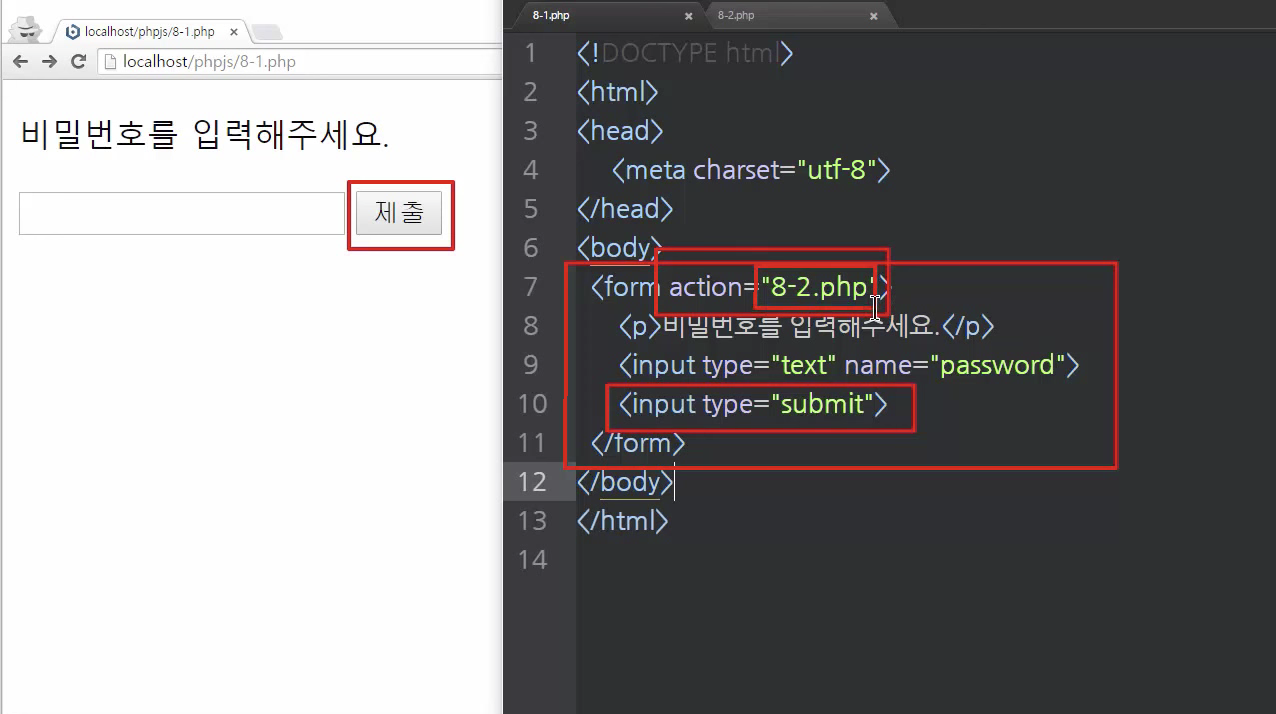 localhost/phpjs/8-1.php
localhost/phpjs/8-1.php
비밀번호를 입력해주세요.
제출
8-1.php
8-2.php
1 <!DOCTYPE html>
2 <html>
3 <head>
4 <meta charset="utf-8">
5 </head>
6 <body>
7 <form action="8-2.php">
8 <p>비밀번호를 입력해주세요.</p>
9 <input type="text" name="password">
10 <input type="submit">
11 </form>
12 </body>
13 </html>
14